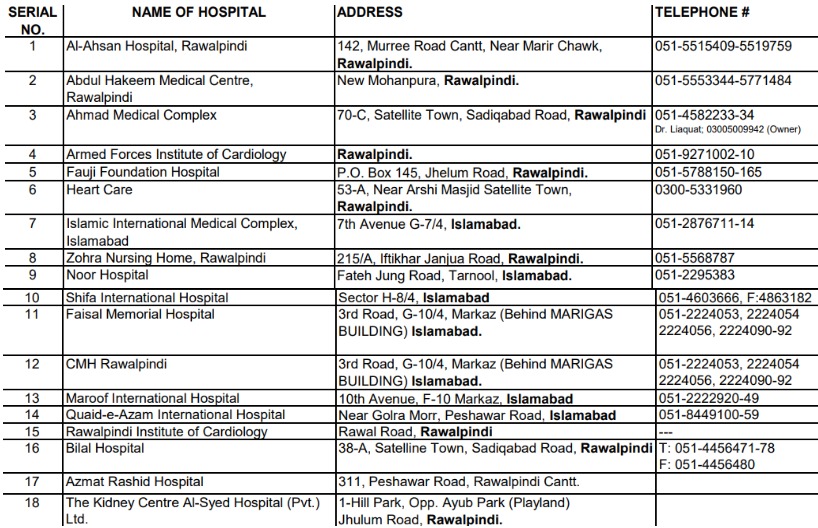 SERIAL NO. NAME OF HOSPITAL ADDRESS TELEPHONE #
1 Al-Ahsan Hospital, Rawalpindi 142, Murree Road Cantt, Near Marir Chawk, 051-5515409-5519759
Rawalpindi.
2 Abdul Hakeem Medical Centre, New Mohanpura, Rawalpindi. 051-5553344-5771484
Rawalpindi
3 Ahmad Medical Complex 70-C, Satellite Town, Sadiqabad Road, Rawalpindi 051-4582233-34
Dr. Liaquat; 03005009942 (Owner)
4 Armed Forces Institute of Cardiology Rawalpindi. 051-9271002-10
5 Fauji Foundation Hospital P.O. Box 145, Jhelum Road, Rawalpindi. 051-5788150-165
6 Heart Care 53-A, Near Arshi Masjid Satellite Town, 0300-5331960
Rawalpindi.
7 Islamic International Medical Complex, 7th Avenue G-7/4, Islamabad. 051-2876711-14
Islamabad
8 Zohra Nursing Home, Rawalpindi 215/A, Iftikhar Janjua Road, Rawalpindi. 051-5568787
9 Noor Hospital Fateh Jung Road, Tarnool, Islamabad. 051-2295383
10 Shifa International Hospital Sector H-8/4, Islamabad 051-4603666, F:4863182
11 Faisal Memorial Hospital 3rd Road, G-10/4, Markaz (Behind MARIGAS 051-2224053, 2224054
BUILDING) Islamabad. 2224056, 2224090-92
12 CMH Rawalpindi 3rd Road, G-10/4, Markaz (Behind MARIGAS 051-2224053, 2224054
BUILDING) Islamabad. 2224056, 2224090-92
13 Maroof International Hospital 10th Avenue, F-10 Markaz, Islamabad 051-2222920-49
14 Quaid-e-Azam International Hospital Near Golra Morr, Peshawar Road, Islamabad 051-8449100-59
15 Rawalpindi Institute of Cardiology Rawal Road, Rawalpindi ---
16 Bilal Hospital 38-A, Satelline Town, Sadiqabad Road, Rawalpindi T: 051-4456471-78
F: 051-4456480
17 Azmat Rashid Hospital 311, Peshawar Road, Rawalpindi Cantt.
18 The Kidney Centre Al-Syed Hospital (Pvt.) 1-Hill Park, Opp. Ayub Park (Playland)
Ltd. Jhulum Road, Rawalpindi.